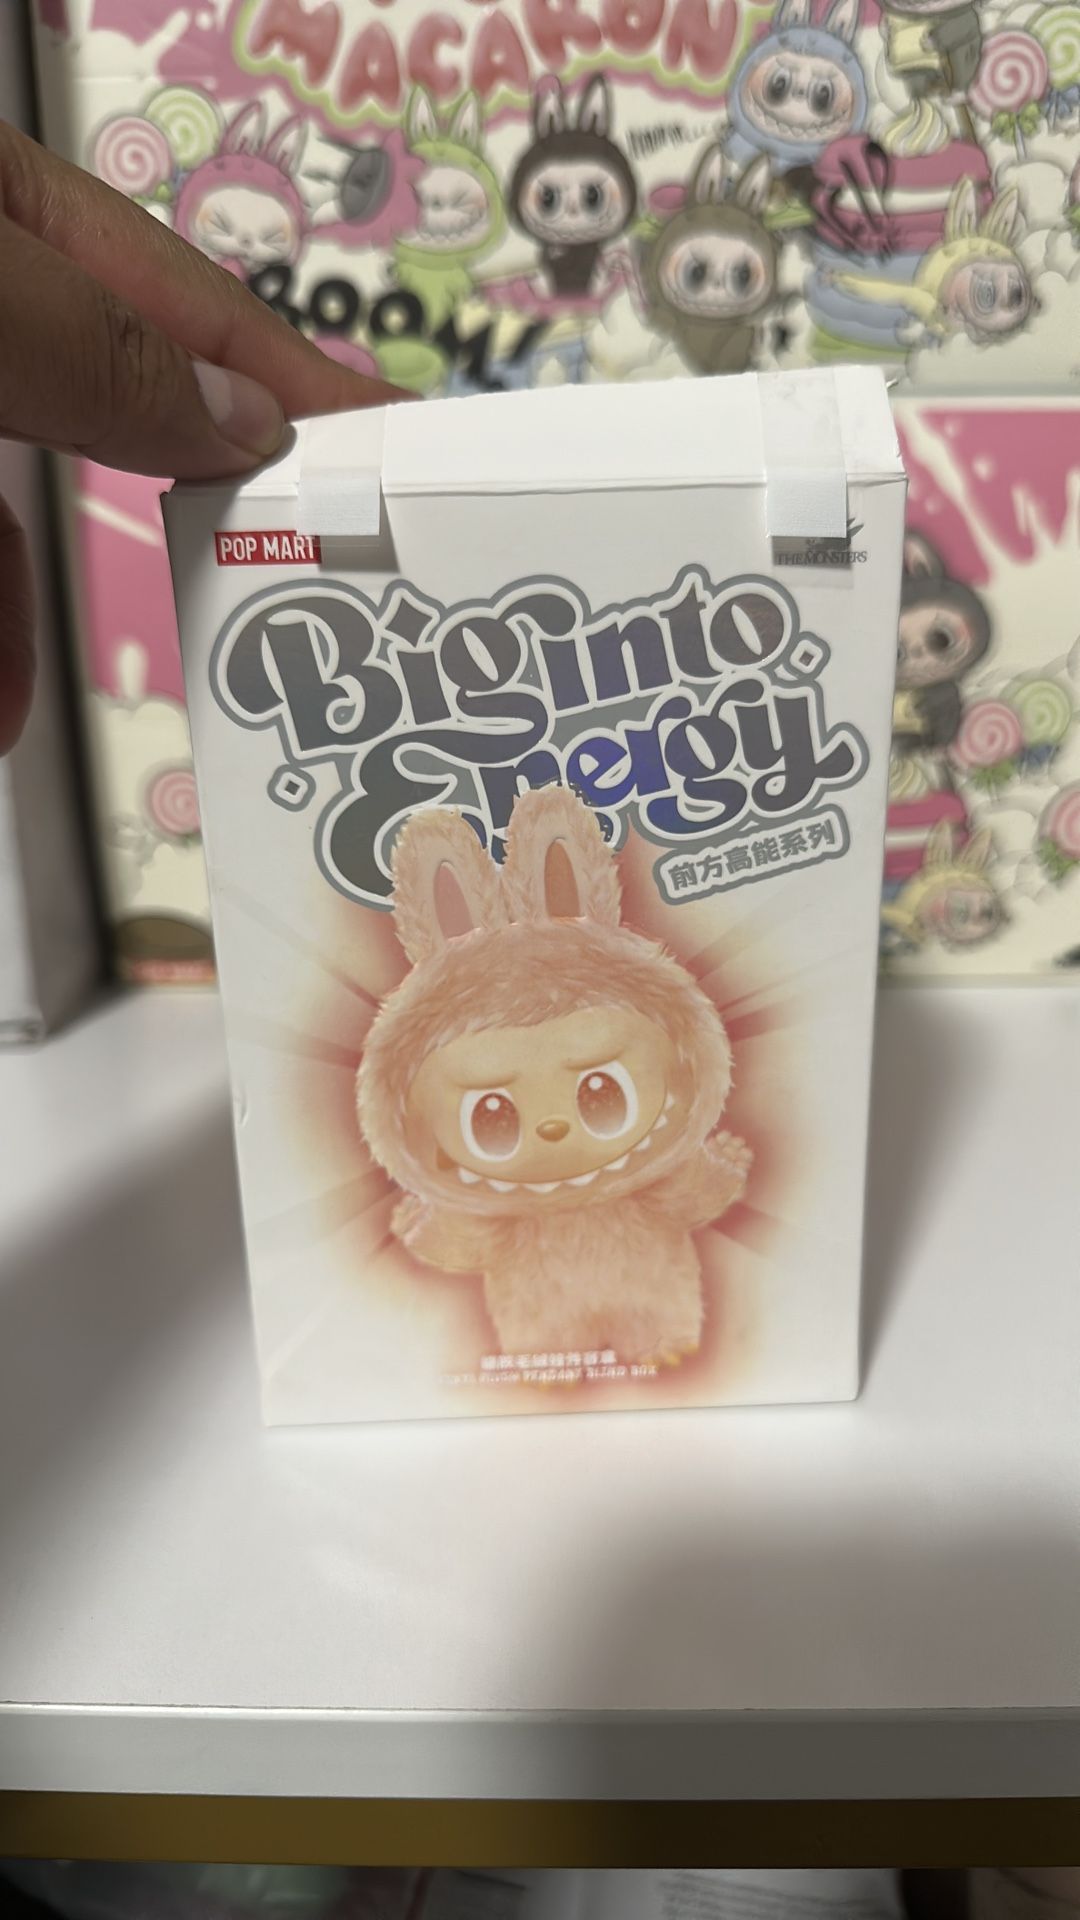 MACARON
BOOM!
POP MART
THE MONSTERS
Big into
Energy
前方高能系列